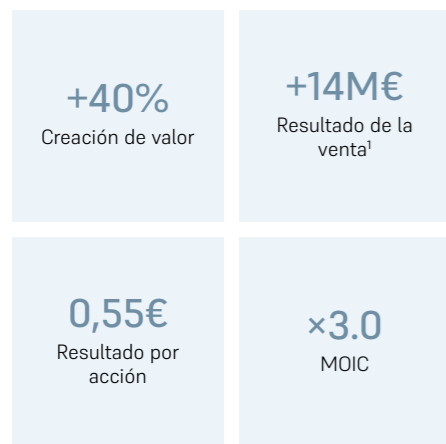 +40%
Creación de valor
+14M€
Resultado de la
venta¹
0,55€
Resultado por
acción
×3.0
MOIC